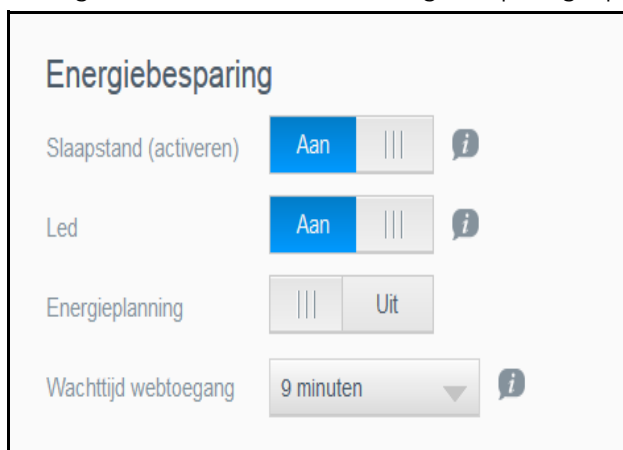 Energiebesparing
Slaapstand (activeren) Aan
Led Aan
Energieplanning Uit
Wachttijd webtoegang 9 minuten